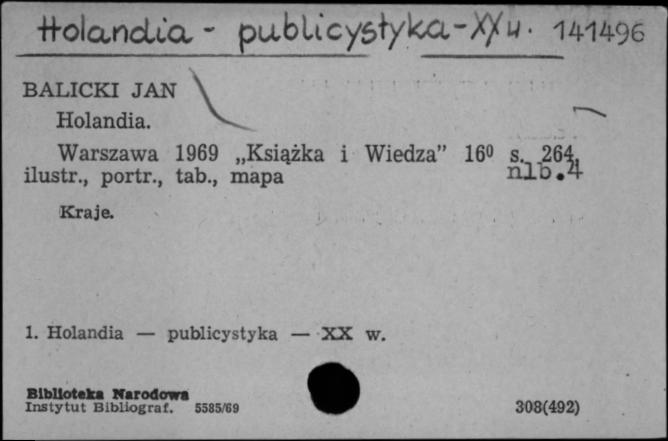 Holandia - publicystyka - XX w. 141496
BALICKI JAN
Holandia.
Warszawa 1969 „Książka i Wiedza” 16⁰ s. 264,
ilustr., portr., tab., mapa nlb.4
Kraje.
1. Holandia — publicystyka — XX w.
Biblioteka Narodowa
Instytut Bibliograf. 5585/69 308(492)